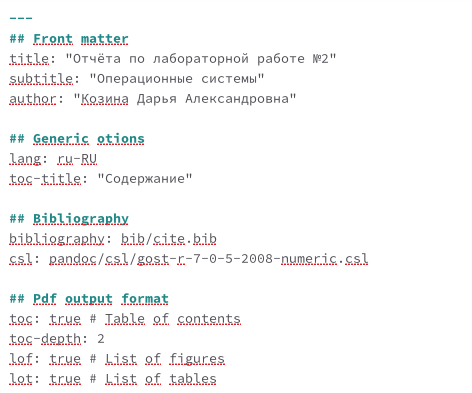 ---
## Front matter
title: "Отчёта по лабораторной работе №2"
subtitle: "Операционные системы"
author: "Козина Дарья Александровна"
## Generic otions
lang: ru-RU
toc-title: "Содержание"
## Bibliography
bibliography: bib/cite.bib
csl: pandoc/csl/gost-r-7-0-5-2008-numeric.csl
## Pdf output format
toc: true # Table of contents
toc-depth: 2
lof: true # List of figures
lot: true # List of tables